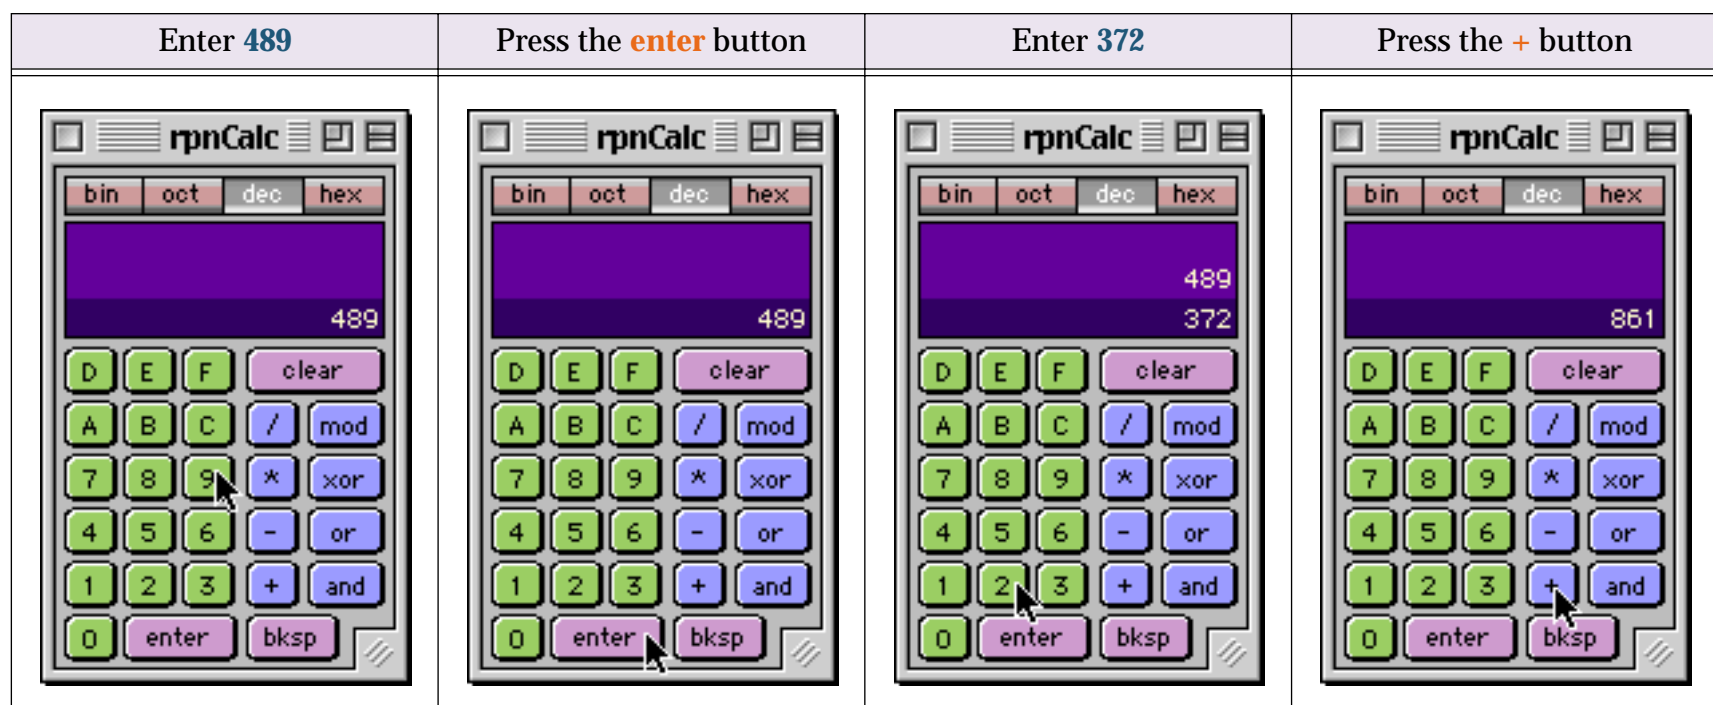 Enter 489
Press the enter button
Enter 372
Press the + button
rpnCalc
bin oct dec hex
489
D E F clear
A B C / mod
7 8 9 * xor
4 5 6 - or
1 2 3 + and
0 enter bksp
rpnCalc
bin oct dec hex
489
D E F clear
A B C / mod
7 8 9 * xor
4 5 6 - or
1 2 3 + and
0 enter bksp
rpnCalc
bin oct dec hex
489
372
D E F clear
A B C / mod
7 8 9 * xor
4 5 6 - or
1 2 3 + and
0 enter bksp
rpnCalc
bin oct dec hex
861
D E F clear
A B C / mod
7 8 9 * xor
4 5 6 - or
1 2 3 + and
0 enter bksp